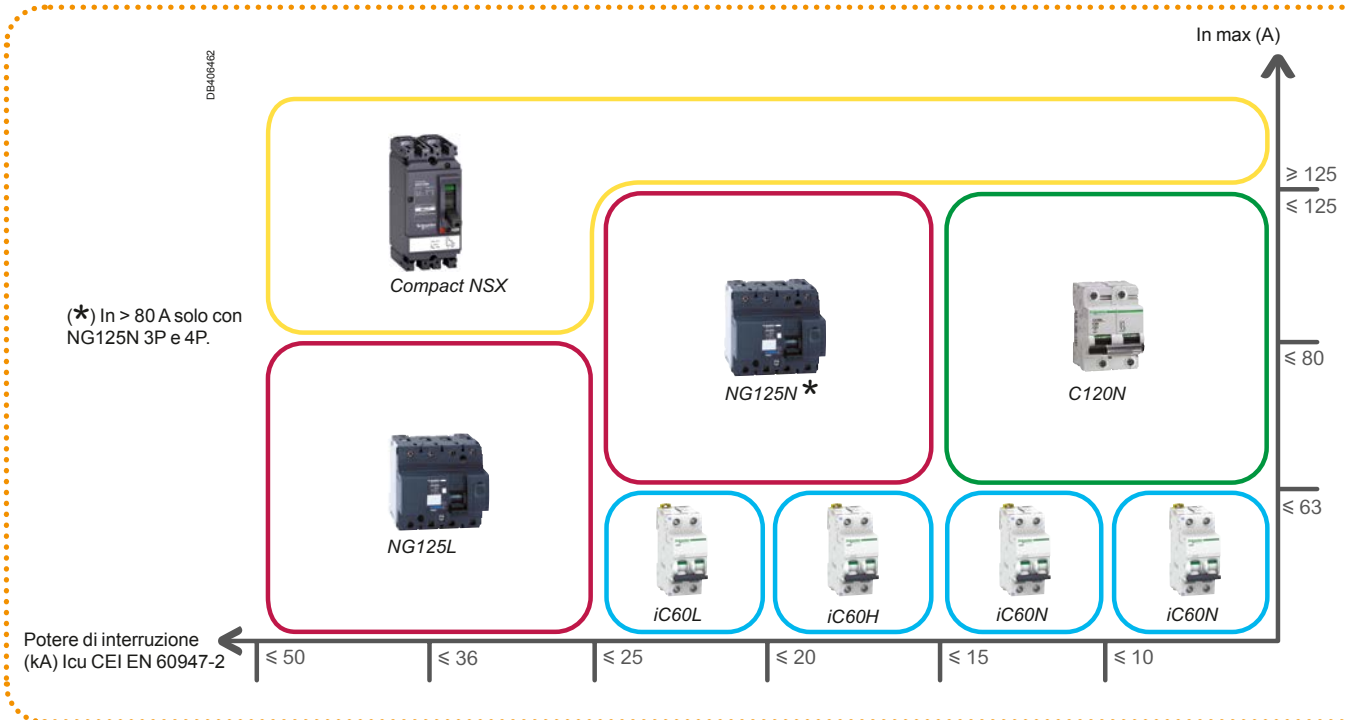 In max (A)
DB406462
≥ 125
≤ 125
Compact NSX
(*) In > 80 A solo con
NG125N 3P e 4P.
≤ 80
NG125N *
C120N
≤ 63
NG125L
iC60L
iC60H
iC60N
iC60N
Potere di interruzione
(kA) Icu CEI EN 60947-2
≤ 50
≤ 36
≤ 25
≤ 20
≤ 15
≤ 10